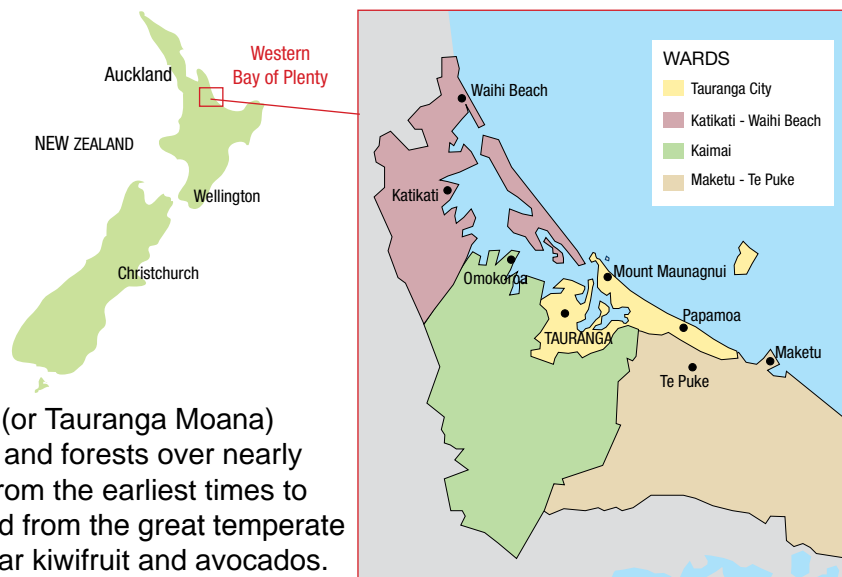 Auckland
Western
Bay of Plenty
NEW ZEALAND
Wellington
Christchurch
WARDS
Tauranga City
Katikati - Waihi Beach
Kaimai
Maketu - Te Puke
Waihi Beach
Katikati
Omokoroa
Mount Maunagnui
TAURANGA
Papamoa
Maketu
Te Puke
(or Tauranga Moana)
and forests over nearly
rom the earliest times to
d from the great temperate
ar kiwifruit and avocados.